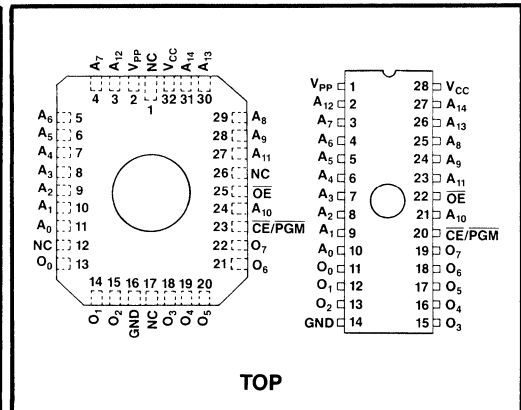 A7 A12 VPP NC VCC A14 A13
4 3 2 1 32 31 30
A6 5 29 A8
A5 6 28 A9
A4 7 27 A11
A3 8 26 NC
A2 9 25 OE
A1 10 24 A10
A0 11 23 CE/PGM
NC 12 22 O7
O0 13 21 O6
14 15 16 17 18 19 20
O1 O2 GND NC O3 O4 O5
VPP 1 28 VCC
A12 2 27 A14
A7 3 26 A13
A6 4 25 A8
A5 5 24 A9
A4 6 23 A11
A3 7 22 OE
A2 8 21 A10
A1 9 20 CE/PGM
A0 10 19 O7
O0 11 18 O6
O1 12 17 O5
O2 13 16 O4
GND 14 15 O3
TOP